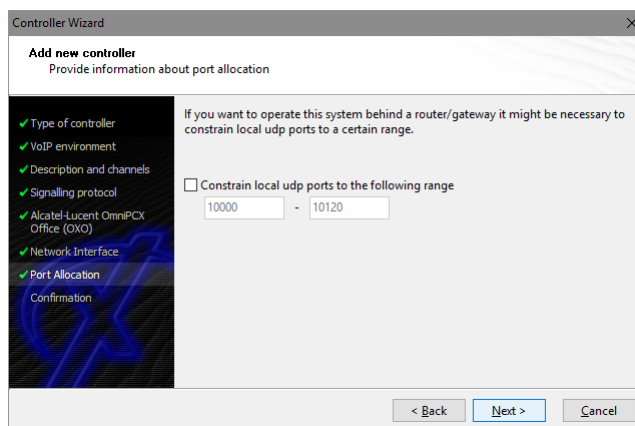 Controller Wizard
Add new controller
Provide information about port allocation
Type of controller
VoIP environment
Description and channels
Signalling protocol
Alcatel-Lucent OmniPCX
Office (OXO)
Network Interface
Port Allocation
Confirmation
If you want to operate this system behind a router/gateway it might be necessary to
constrain local udp ports to a certain range.
Constrain local udp ports to the following range
10000 - 10120
< Back Next > Cancel